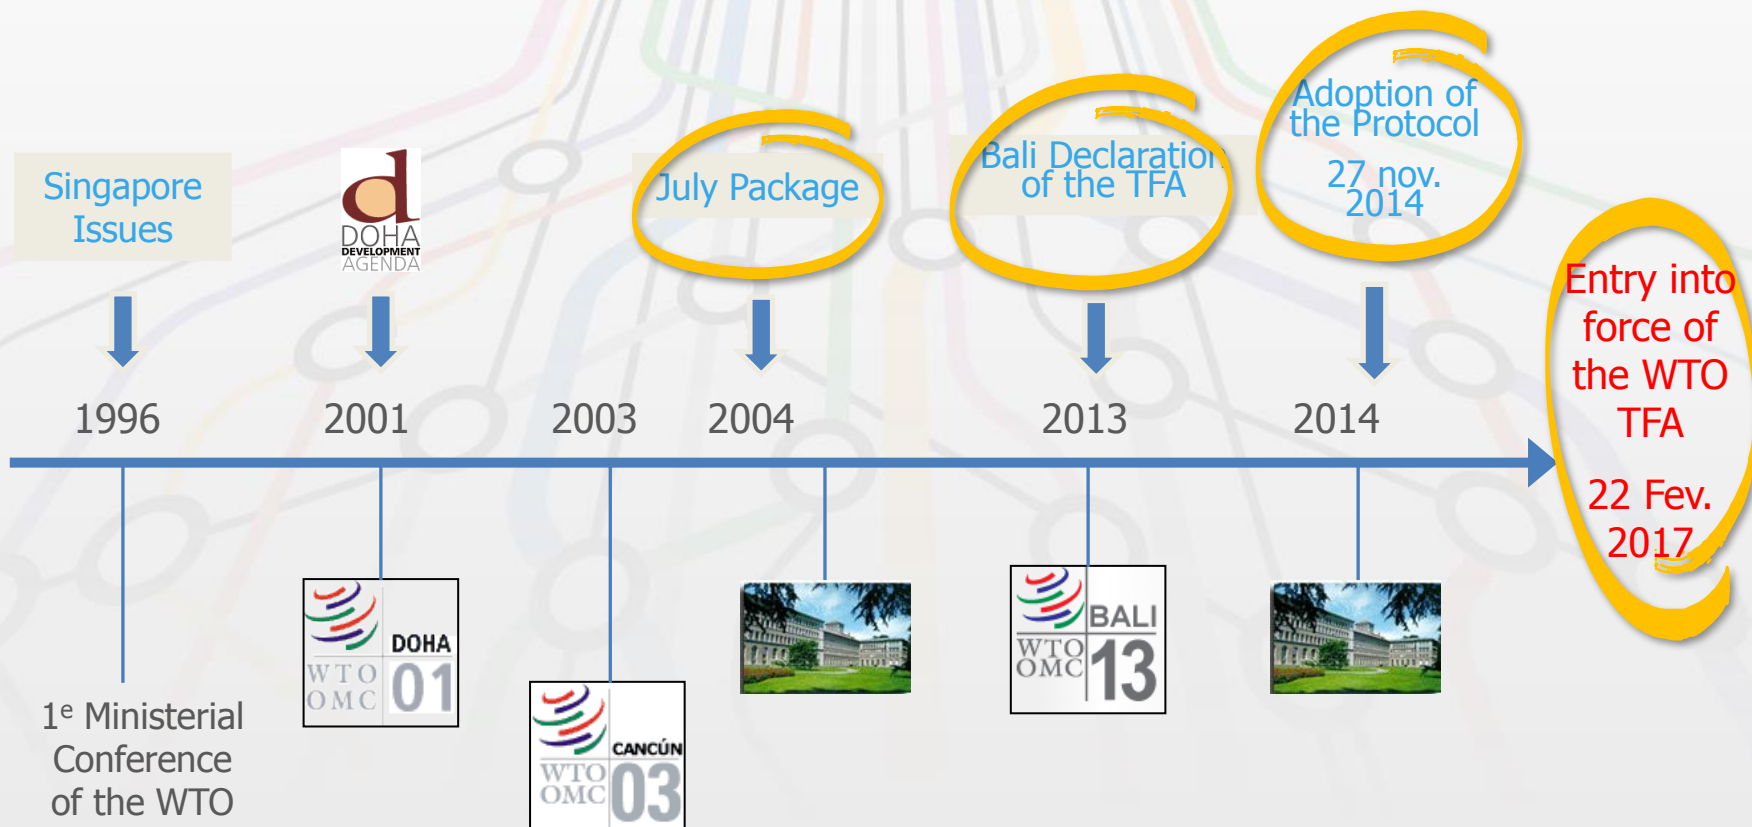 Singapore
Issues
d
DOHA
DEVELOPMENT
AGENDA
July Package
Bali Declaration
of the TFA
Adoption of
the Protocol
27 nov.
2014
Entry into
force of
the WTO
TFA
22 Fev.
2017
1996
2001
2003
2004
2013
2014
1e Ministerial
Conference
of the WTO
DOHA
WTO
OMC
01
CANCÚN
WTO
OMC
03
BALI
WTO
OMC
13